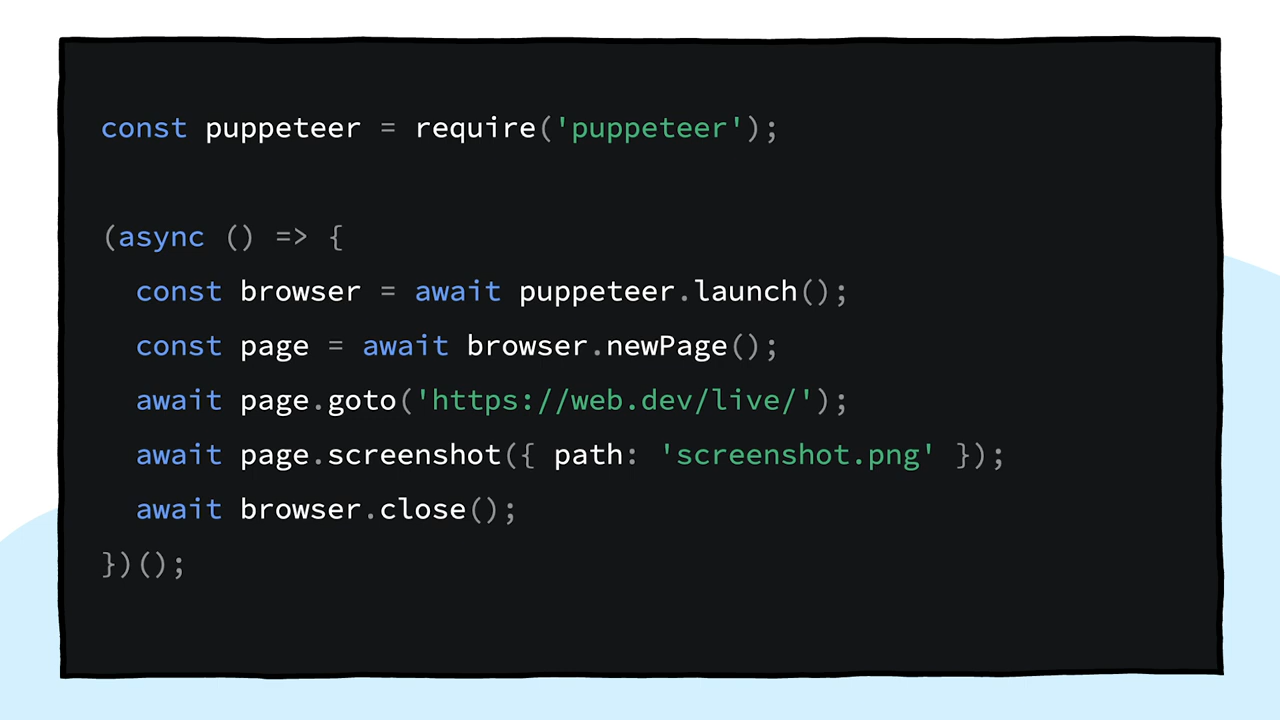 const puppeteer = require('puppeteer');
(async () => {
  const browser = await puppeteer.launch();
  const page = await browser.newPage();
  await page.goto('https://web.dev/live/');
  await page.screenshot({ path: 'screenshot.png' });
  await browser.close();
})();